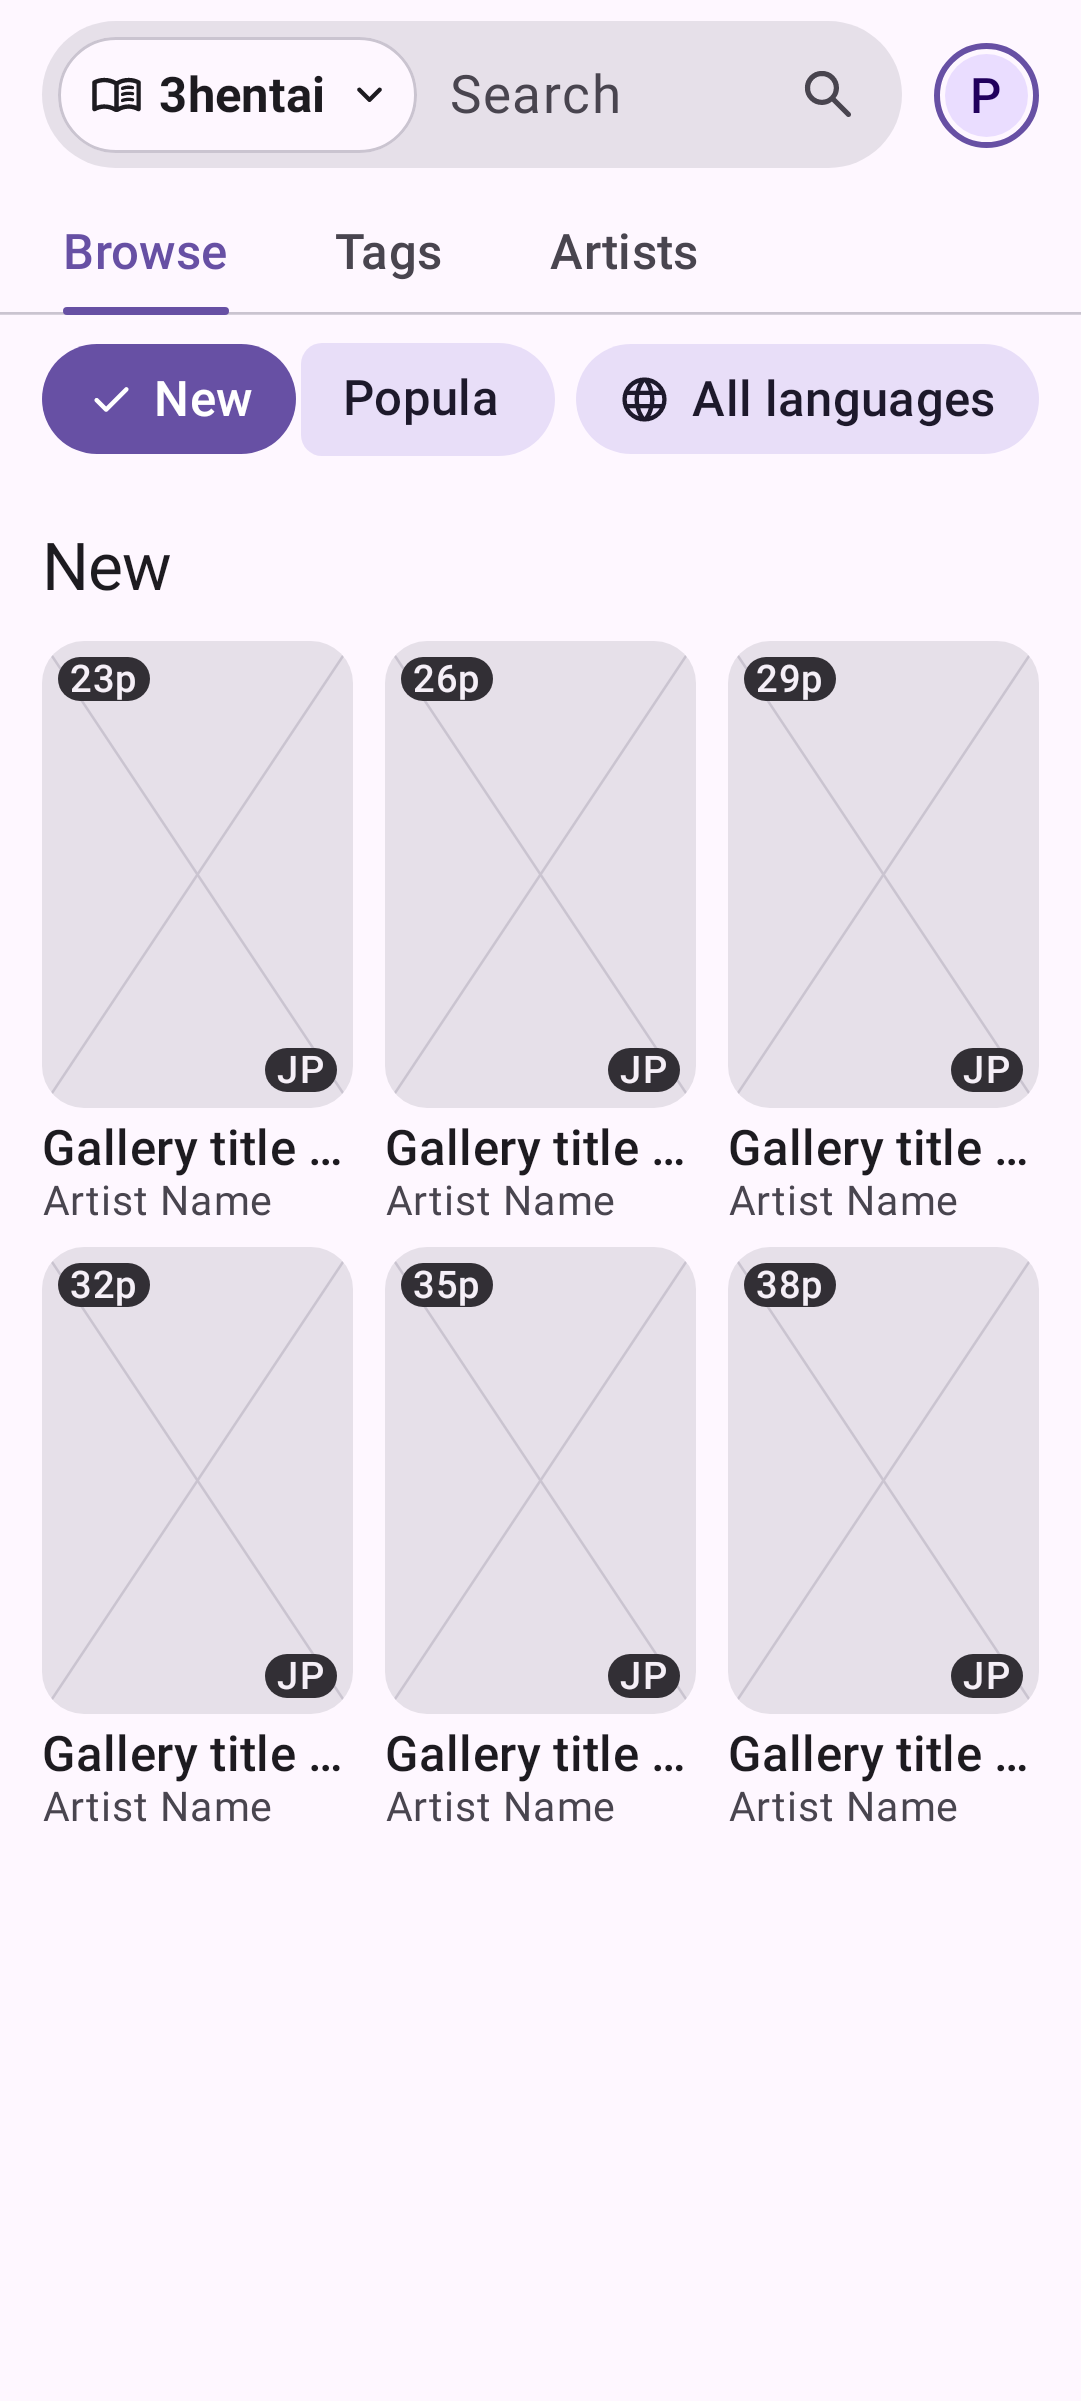 3hentai
Search
P
Browse
Tags
Artists
New
Popula
All languages
New
23p
26p
29p
JP
JP
JP
Gallery title ...
Gallery title ...
Gallery title ...
Artist Name
Artist Name
Artist Name
32p
35p
38p
JP
JP
JP
Gallery title ...
Gallery title ...
Gallery title ...
Artist Name
Artist Name
Artist Name